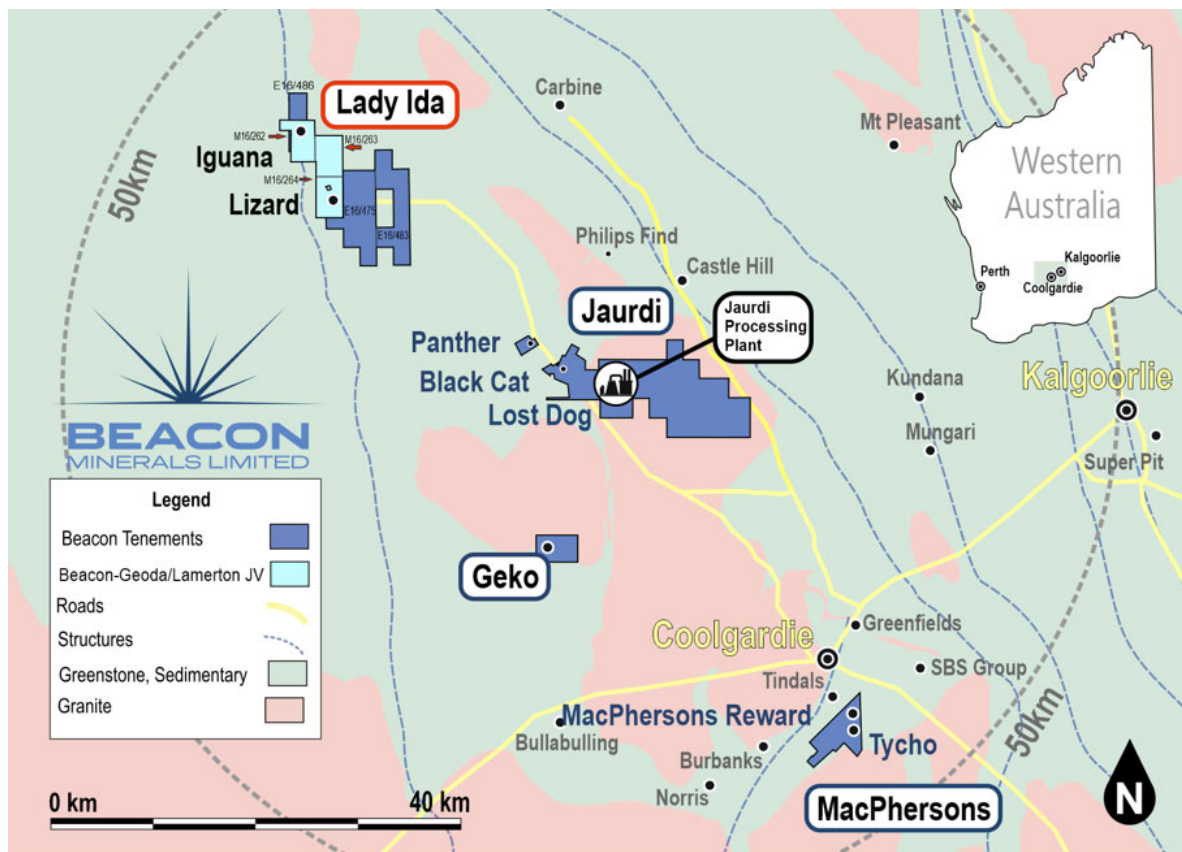 E16/486
Lady Ida
Carbine
Mt Pleasant
M16/262
M16/263
Iguana
M16/264
Lizard
E16/475
E16/483
50km
Western
Australia
Kalgoorlie
Perth
Coolgardie
Philips Find
Castle Hill
Jaurdi
Jaurdi
Processing
Plant
Panther
Black Cat
Lost Dog
Kundana
Kalgoorlie
Mungari
Super Pit
BEACON
MINERALS LIMITED
Legend
Beacon Tenements
Beacon-Geoda/Lamerton JV
Roads
Structures
Greenstone, Sedimentary
Granite
Geko
Coolgardie
Greenfields
SBS Group
Tindals
MacPhersons Reward
Bullabulling
Tycho
Burbanks
Norris
50km
MacPhersons
0 km
40 km
N